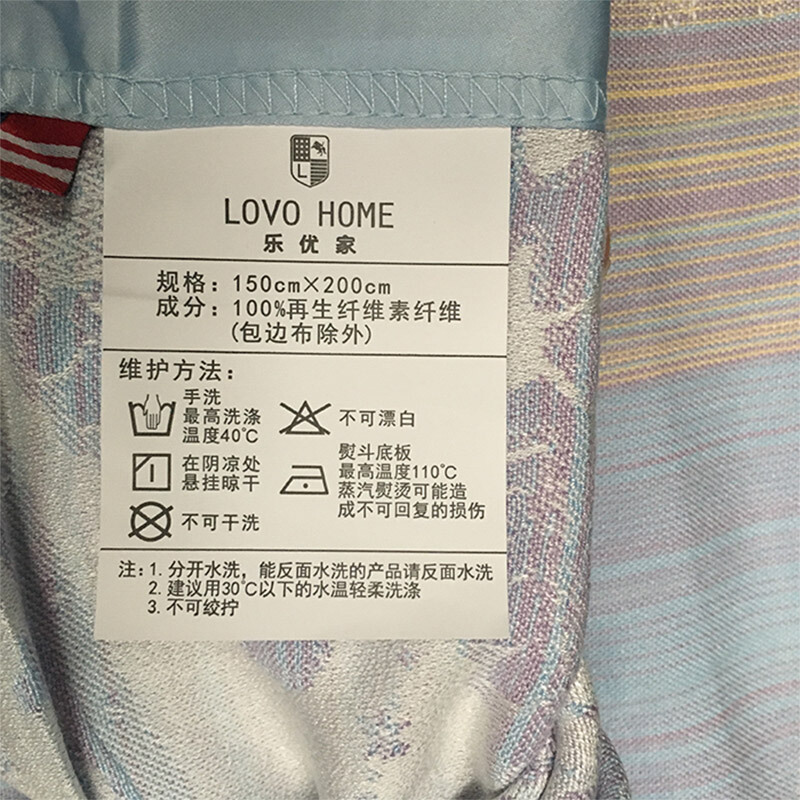 L
LOVO HOME
乐优家
规格：150cm×200cm
成分：100%再生纤维素纤维
(包边布除外)
维护方法：
手洗
最高洗涤
温度40℃
不可漂白
在阴凉处
悬挂晾干
熨斗底板
最高温度110℃
蒸汽熨烫可能造
成不可回复的损伤
不可干洗
注：1.分开水洗，能反面水洗的产品请反面水洗
2.建议用30℃以下的水温轻柔洗涤
3.不可绞拧